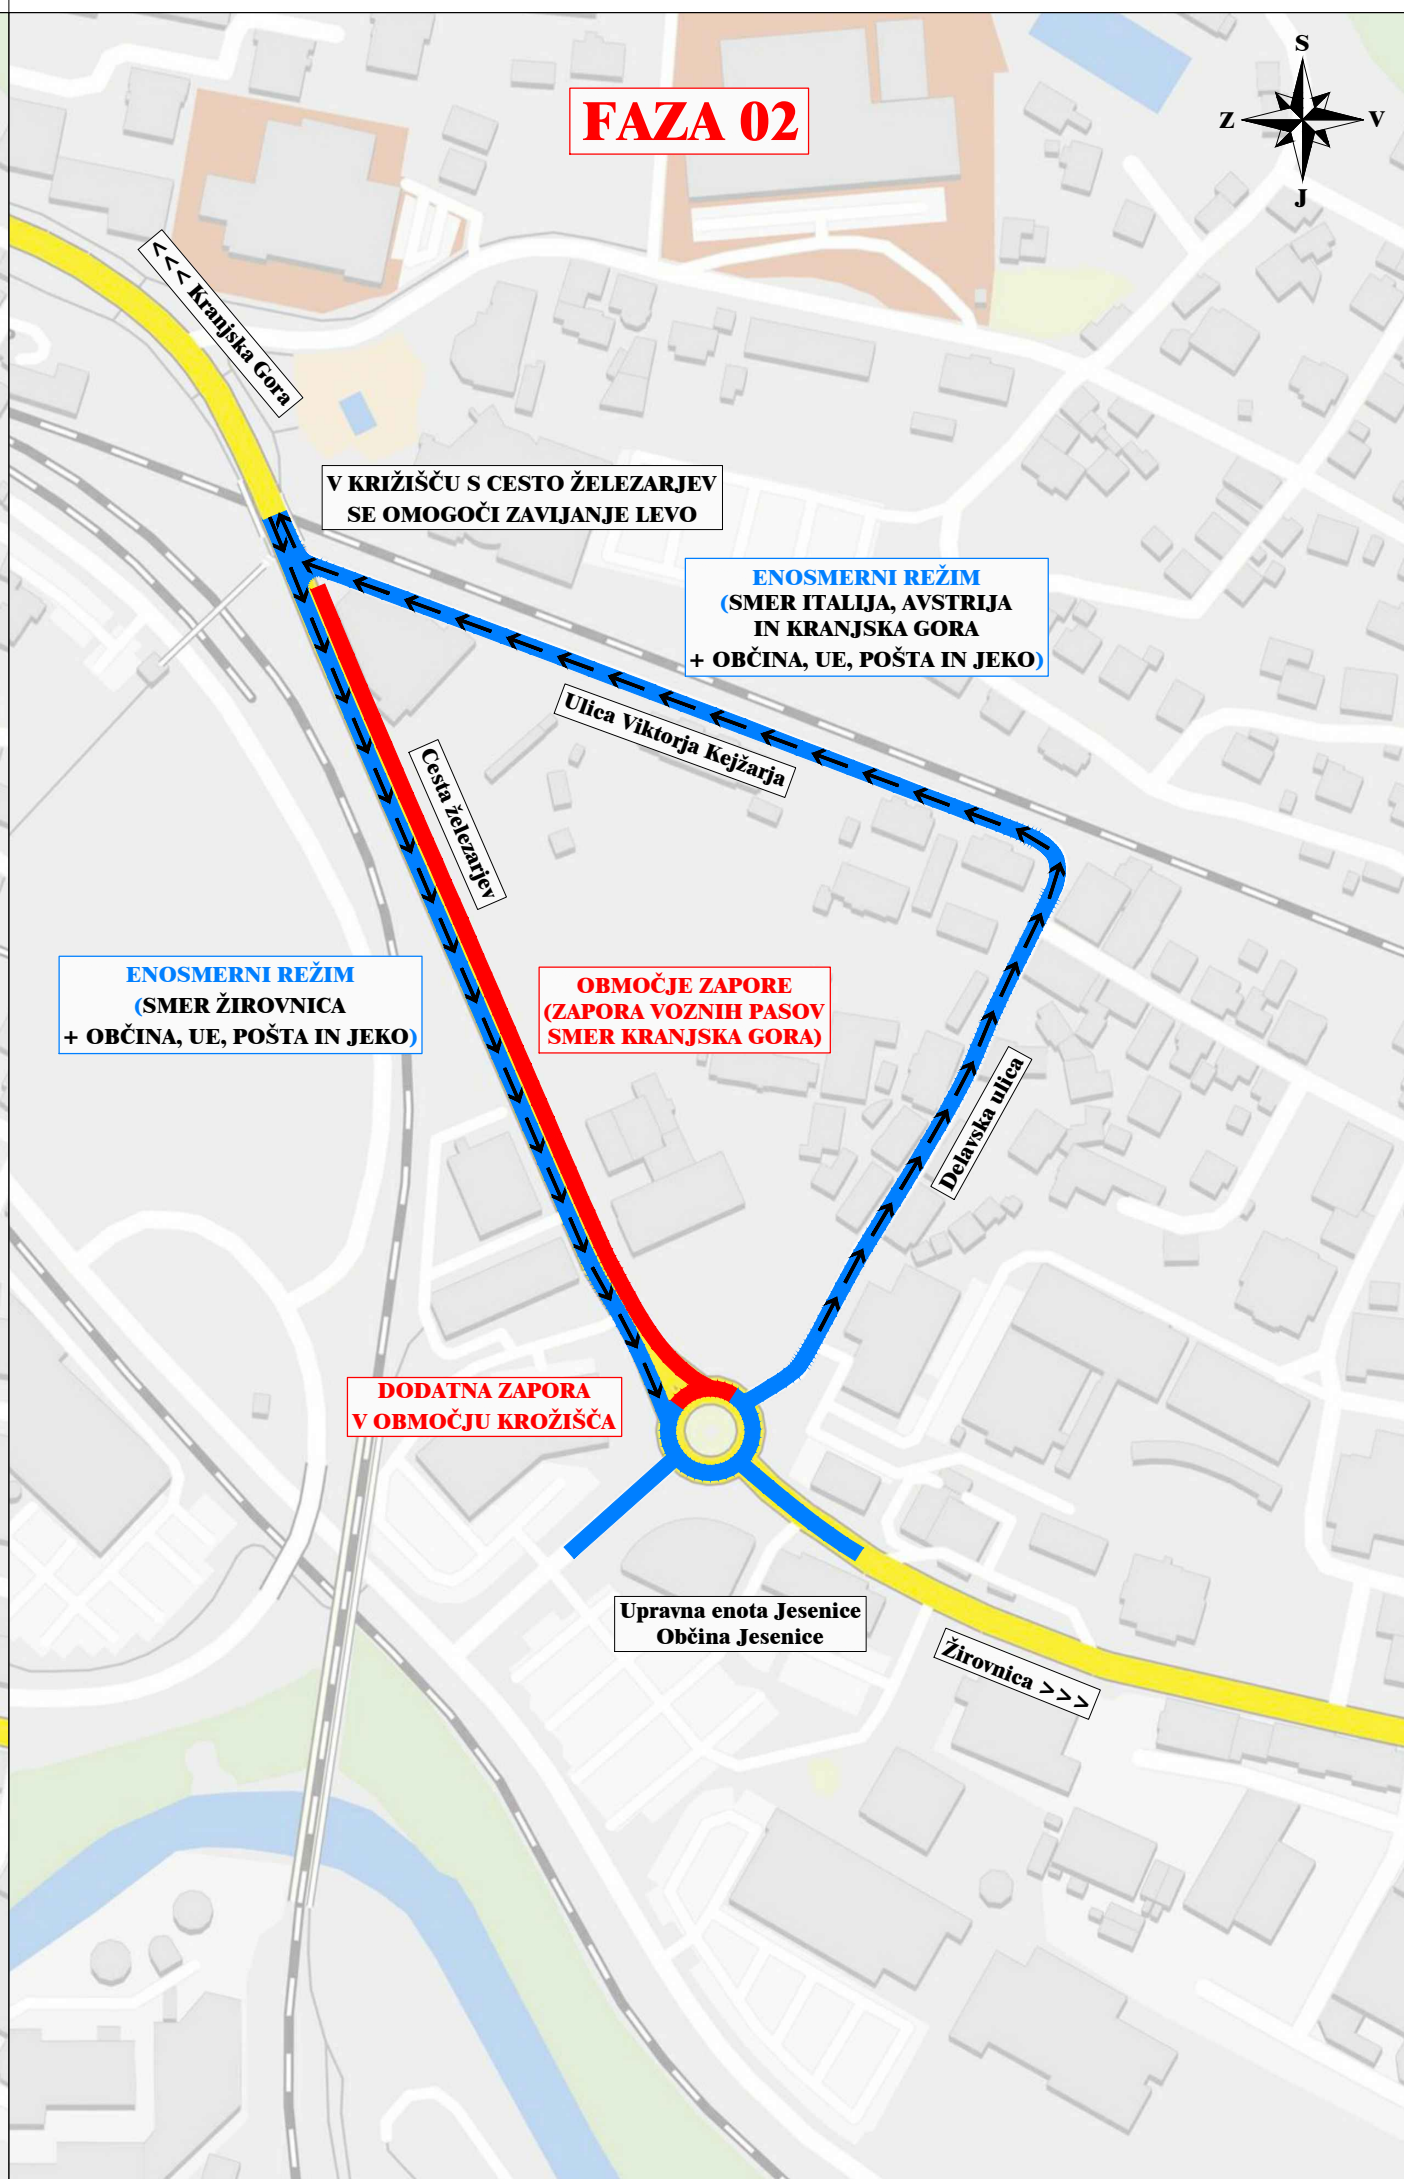 FAZA 02
S
Z
V
J
<<< Kranjska Gora
V KRIŽIŠČU S CESTO ŽELEZARJEV
SE OMOGOČI ZAVIJANJE LEVO
ENOSMERNI REŽIM
(SMER ITALIJA, AVSTRIJA
IN KRANJSKA GORA
+ OBČINA, UE, POŠTA IN JEKO)
Ulica Viktorja Kejžarja
Cesta železarjev
ENOSMERNI REŽIM
(SMER ŽIROVNICA
+ OBČINA, UE, POŠTA IN JEKO)
OBMOČJE ZAPORE
(ZAPORA VOZNIH PASOV
SMER KRANJSKA GORA)
Delavska ulica
DODATNA ZAPORA
V OBMOČJU KROŽIŠČA
Upravna enota Jesenice
Občina Jesenice
Žirovnica >>>